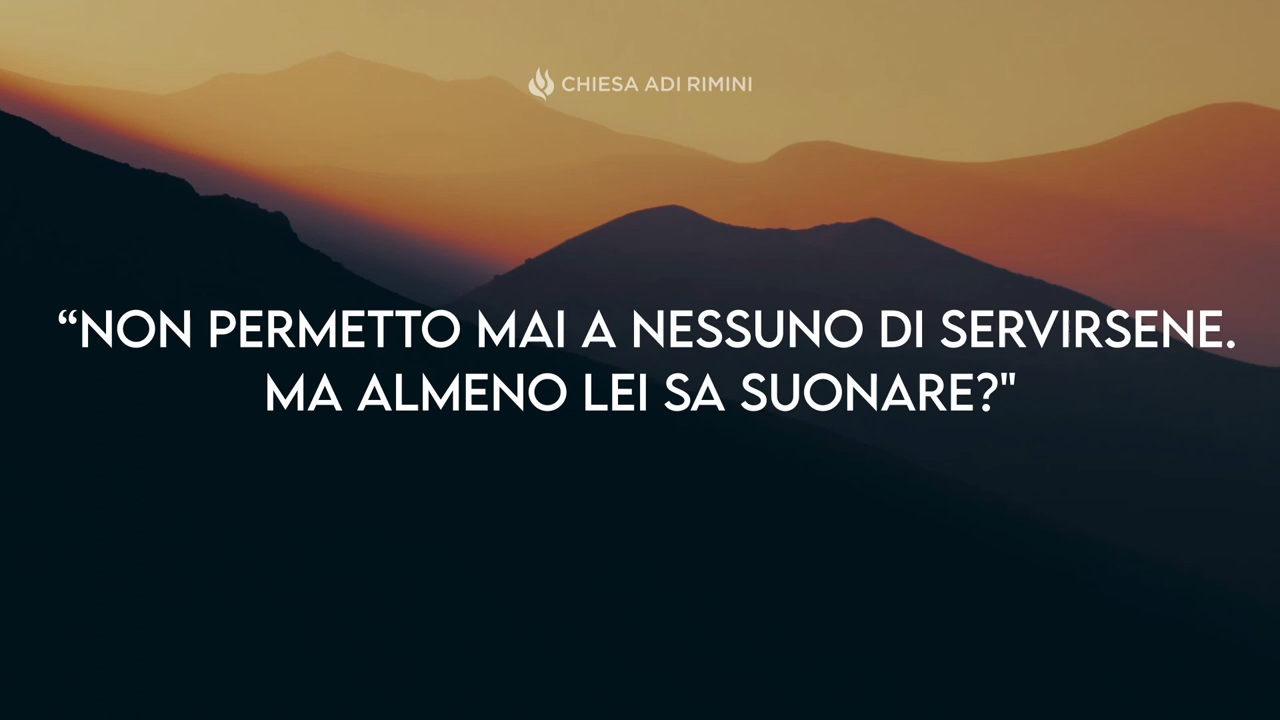 CHIESA ADI RIMINI
“NON PERMETTO MAI A NESSUNO DI SERVIRSENE.
MA ALMENO LEI SA SUONARE?"